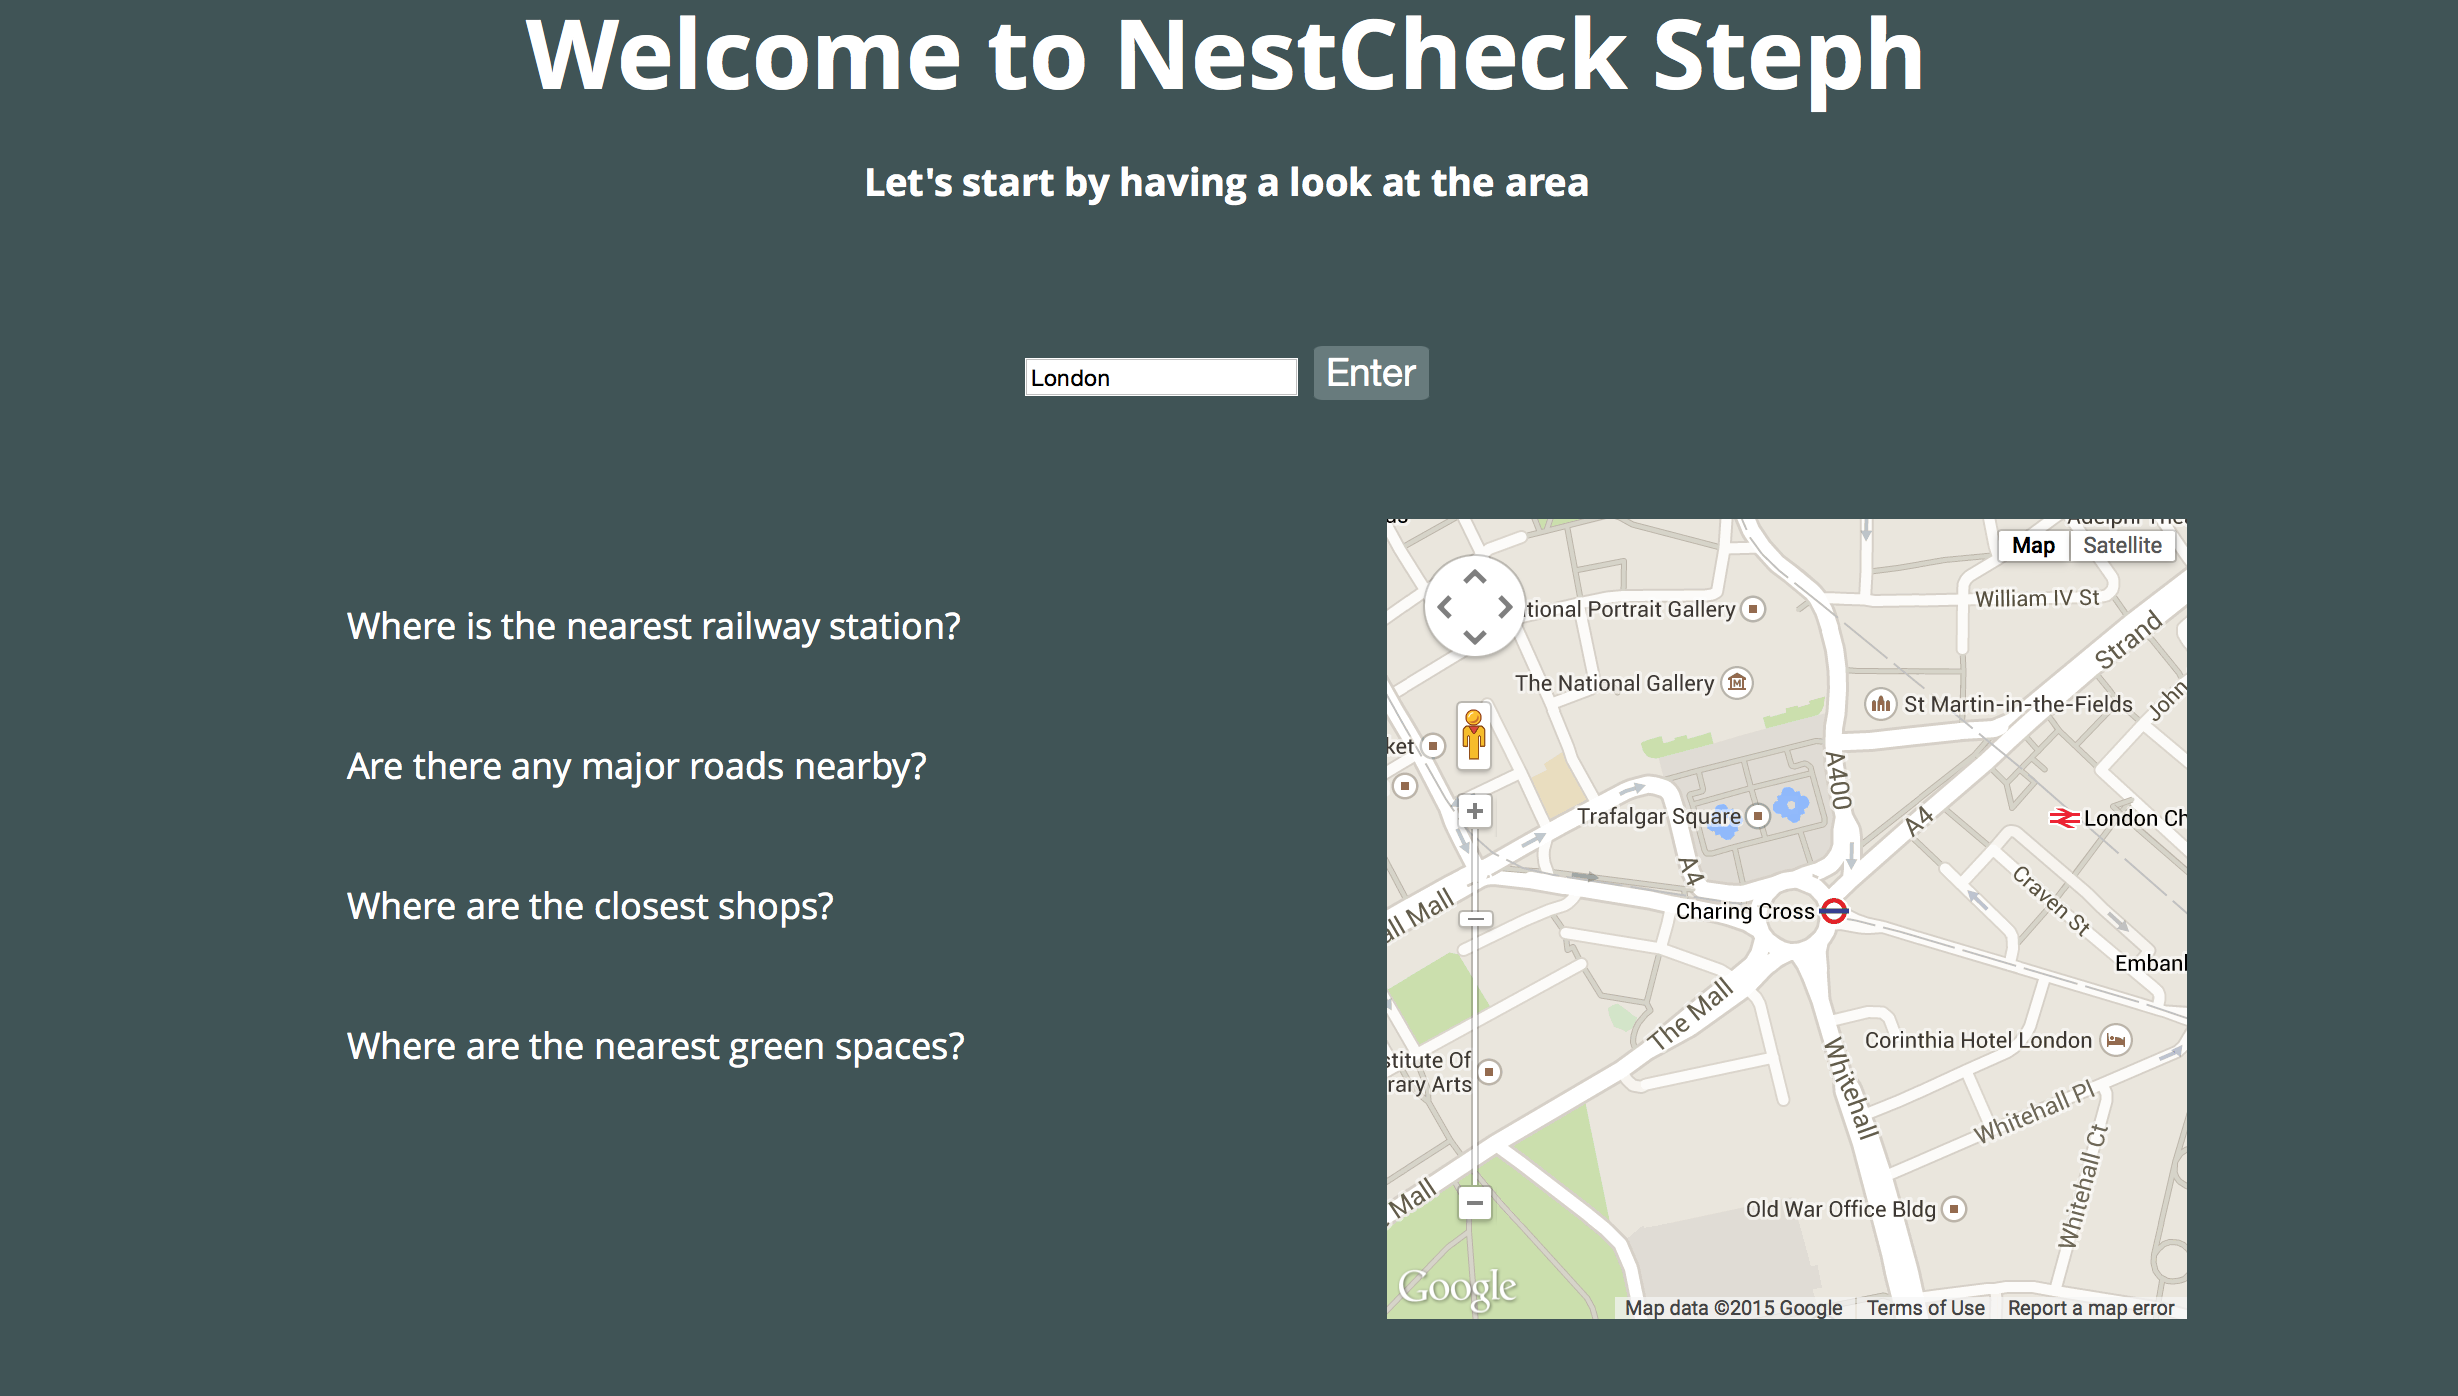 Welcome to NestCheck Steph
Let's start by having a look at the area
London
Enter
Where is the nearest railway station?
Are there any major roads nearby?
Where are the closest shops?
Where are the nearest green spaces?
Map
Satellite
William IV St
tional Portrait Gallery
Strand
The National Gallery
St Martin-in-the-Fields
John
ket
A400
Trafalgar Square
A4
London Ch
A4
Craven St
all Mall
Charing Cross
Embank
The Mall
Corinthia Hotel London
stitute Of
rary Arts
Whitehall
Whitehall Pl
Whitehall Ct
Mall
Old War Office Bldg
Google
Map data ©2015 Google
Terms of Use
Report a map error